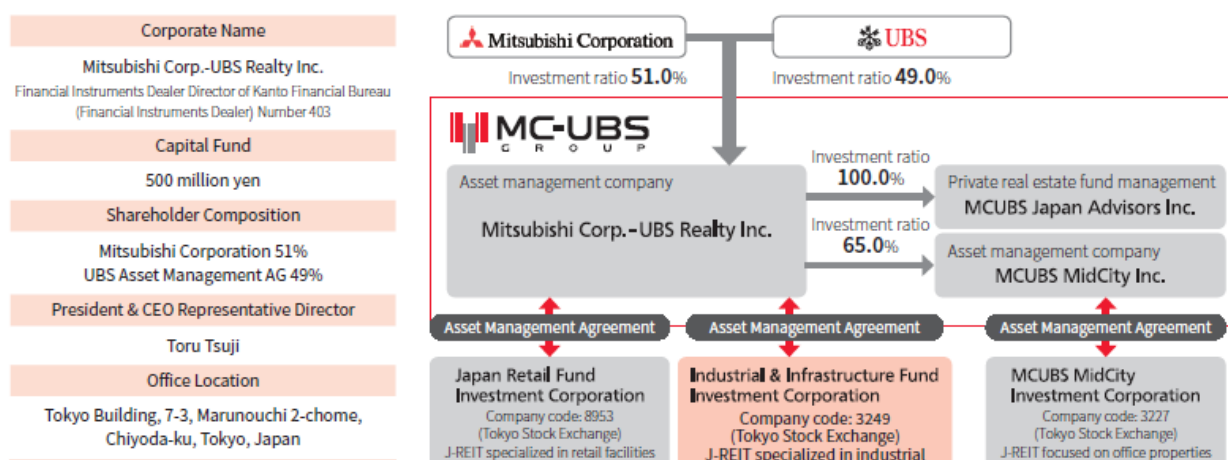 Corporate Name
Mitsubishi Corp.-UBS Realty Inc.
Financial Instruments Dealer Director of Kanto Financial Bureau
(Financial Instruments Dealer) Number 403
Capital Fund
500 million yen
Shareholder Composition
Mitsubishi Corporation 51%
UBS Asset Management AG 49%
President & CEO Representative Director
Toru Tsuji
Office Location
Tokyo Building, 7-3, Marunouchi 2-chome,
Chiyoda-ku, Tokyo, Japan
Mitsubishi Corporation
UBS
Investment ratio 51.0%
Investment ratio 49.0%
MC-UBS
GROUP
Asset management company
Mitsubishi Corp.-UBS Realty Inc.
Investment ratio
100.0%
Private real estate fund management
MCUBS Japan Advisors Inc.
Investment ratio
65.0%
Asset management company
MCUBS MidCity Inc.
Asset Management Agreement
Asset Management Agreement
Asset Management Agreement
Japan Retail Fund
Investment Corporation
Company code: 8953
(Tokyo Stock Exchange)
J-REIT specialized in retail facilities
Industrial & Infrastructure Fund
Investment Corporation
Company code: 3249
(Tokyo Stock Exchange)
J-REIT specialized in industrial
MCUBS MidCity
Investment Corporation
Company code: 3227
(Tokyo Stock Exchange)
J-REIT focused on office properties